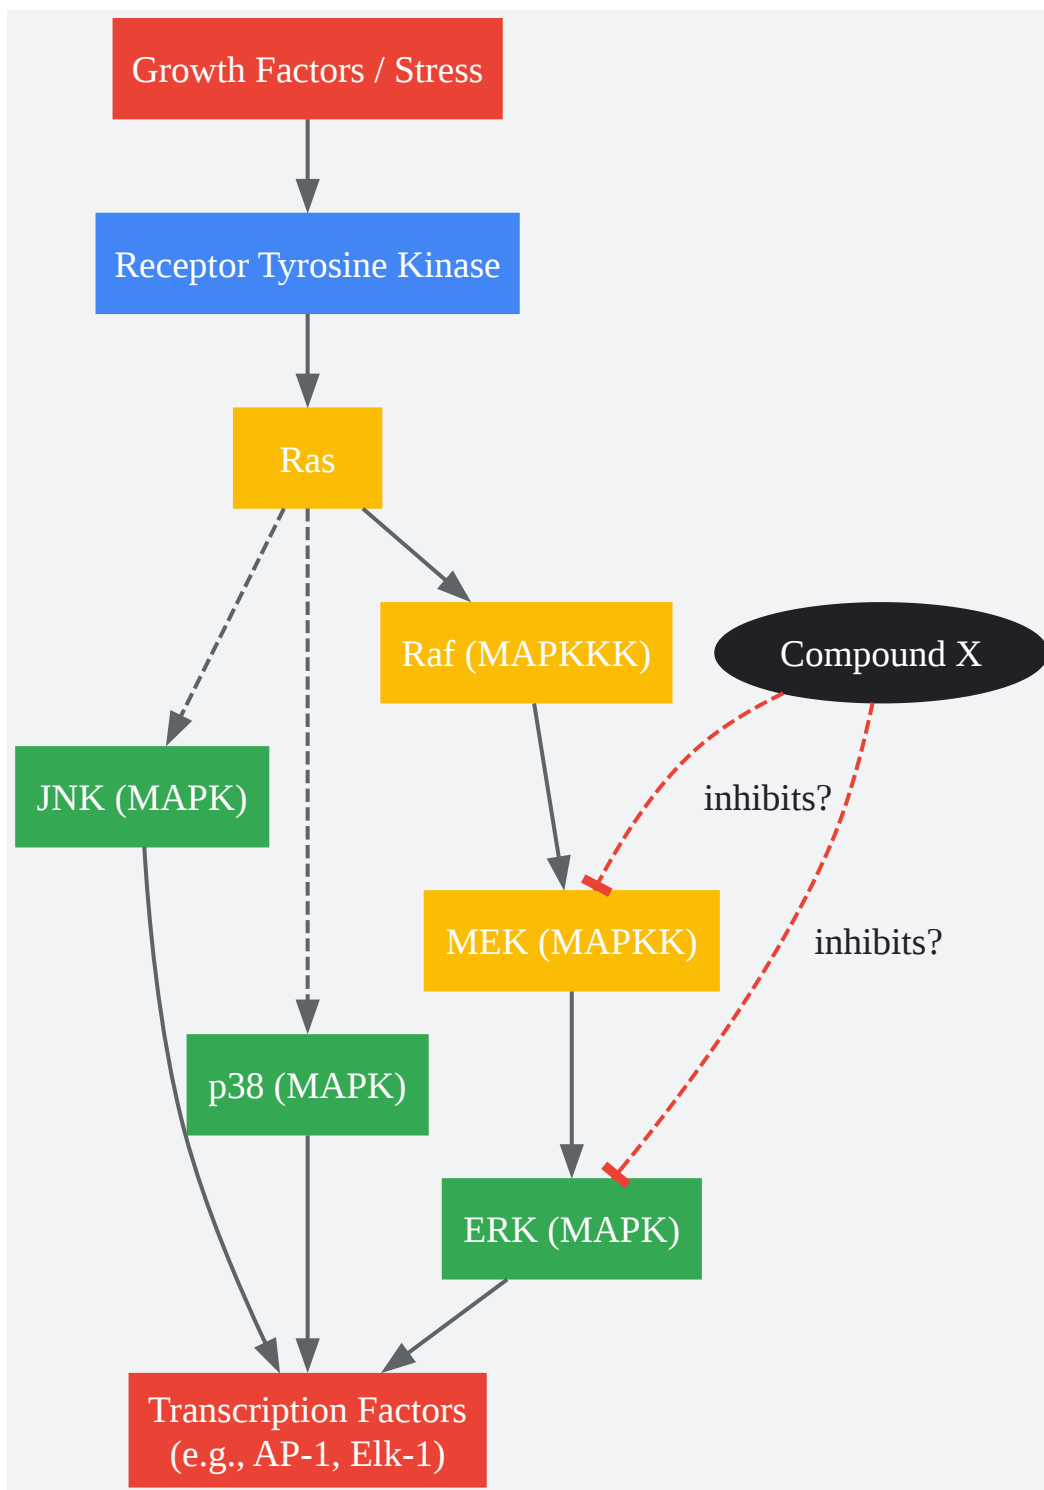 Growth Factors / Stress
Receptor Tyrosine Kinase
Ras
Raf (MAPKKK)
Compound X
JNK (MAPK)
inhibits?
MEK (MAPKK)
inhibits?
p38 (MAPK)
ERK (MAPK)
Transcription Factors
(e.g., AP-1, Elk-1)